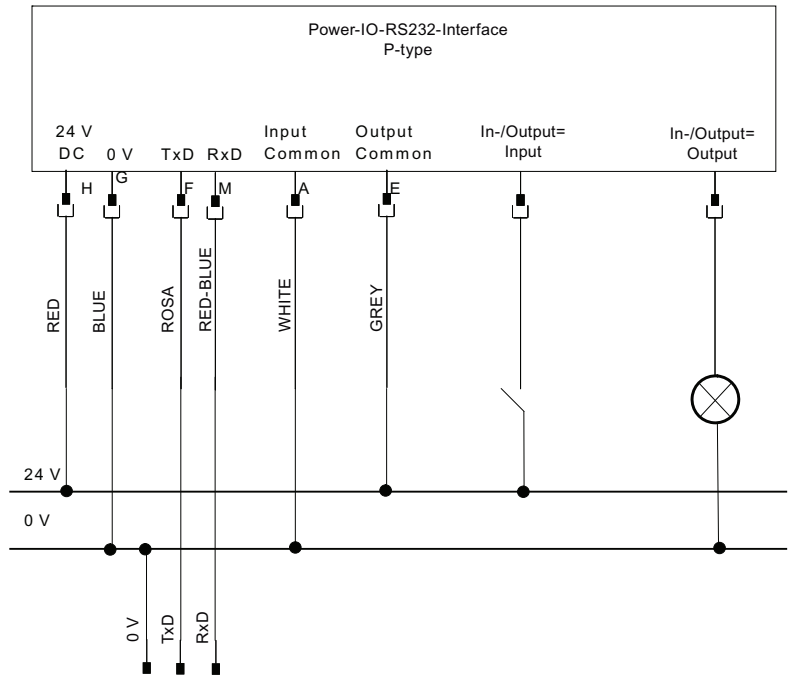 Power-IO-RS232-Interface
P-type
24 V
DC
0 V
TxD
RxD
Input
Common
Output
Common
In-/Output=
Input
In-/Output=
Output
H
G
F
M
A
E
RED
BLUE
ROSA
RED-BLUE
WHITE
GREY
24 V
0 V
0 V
TxD
RxD